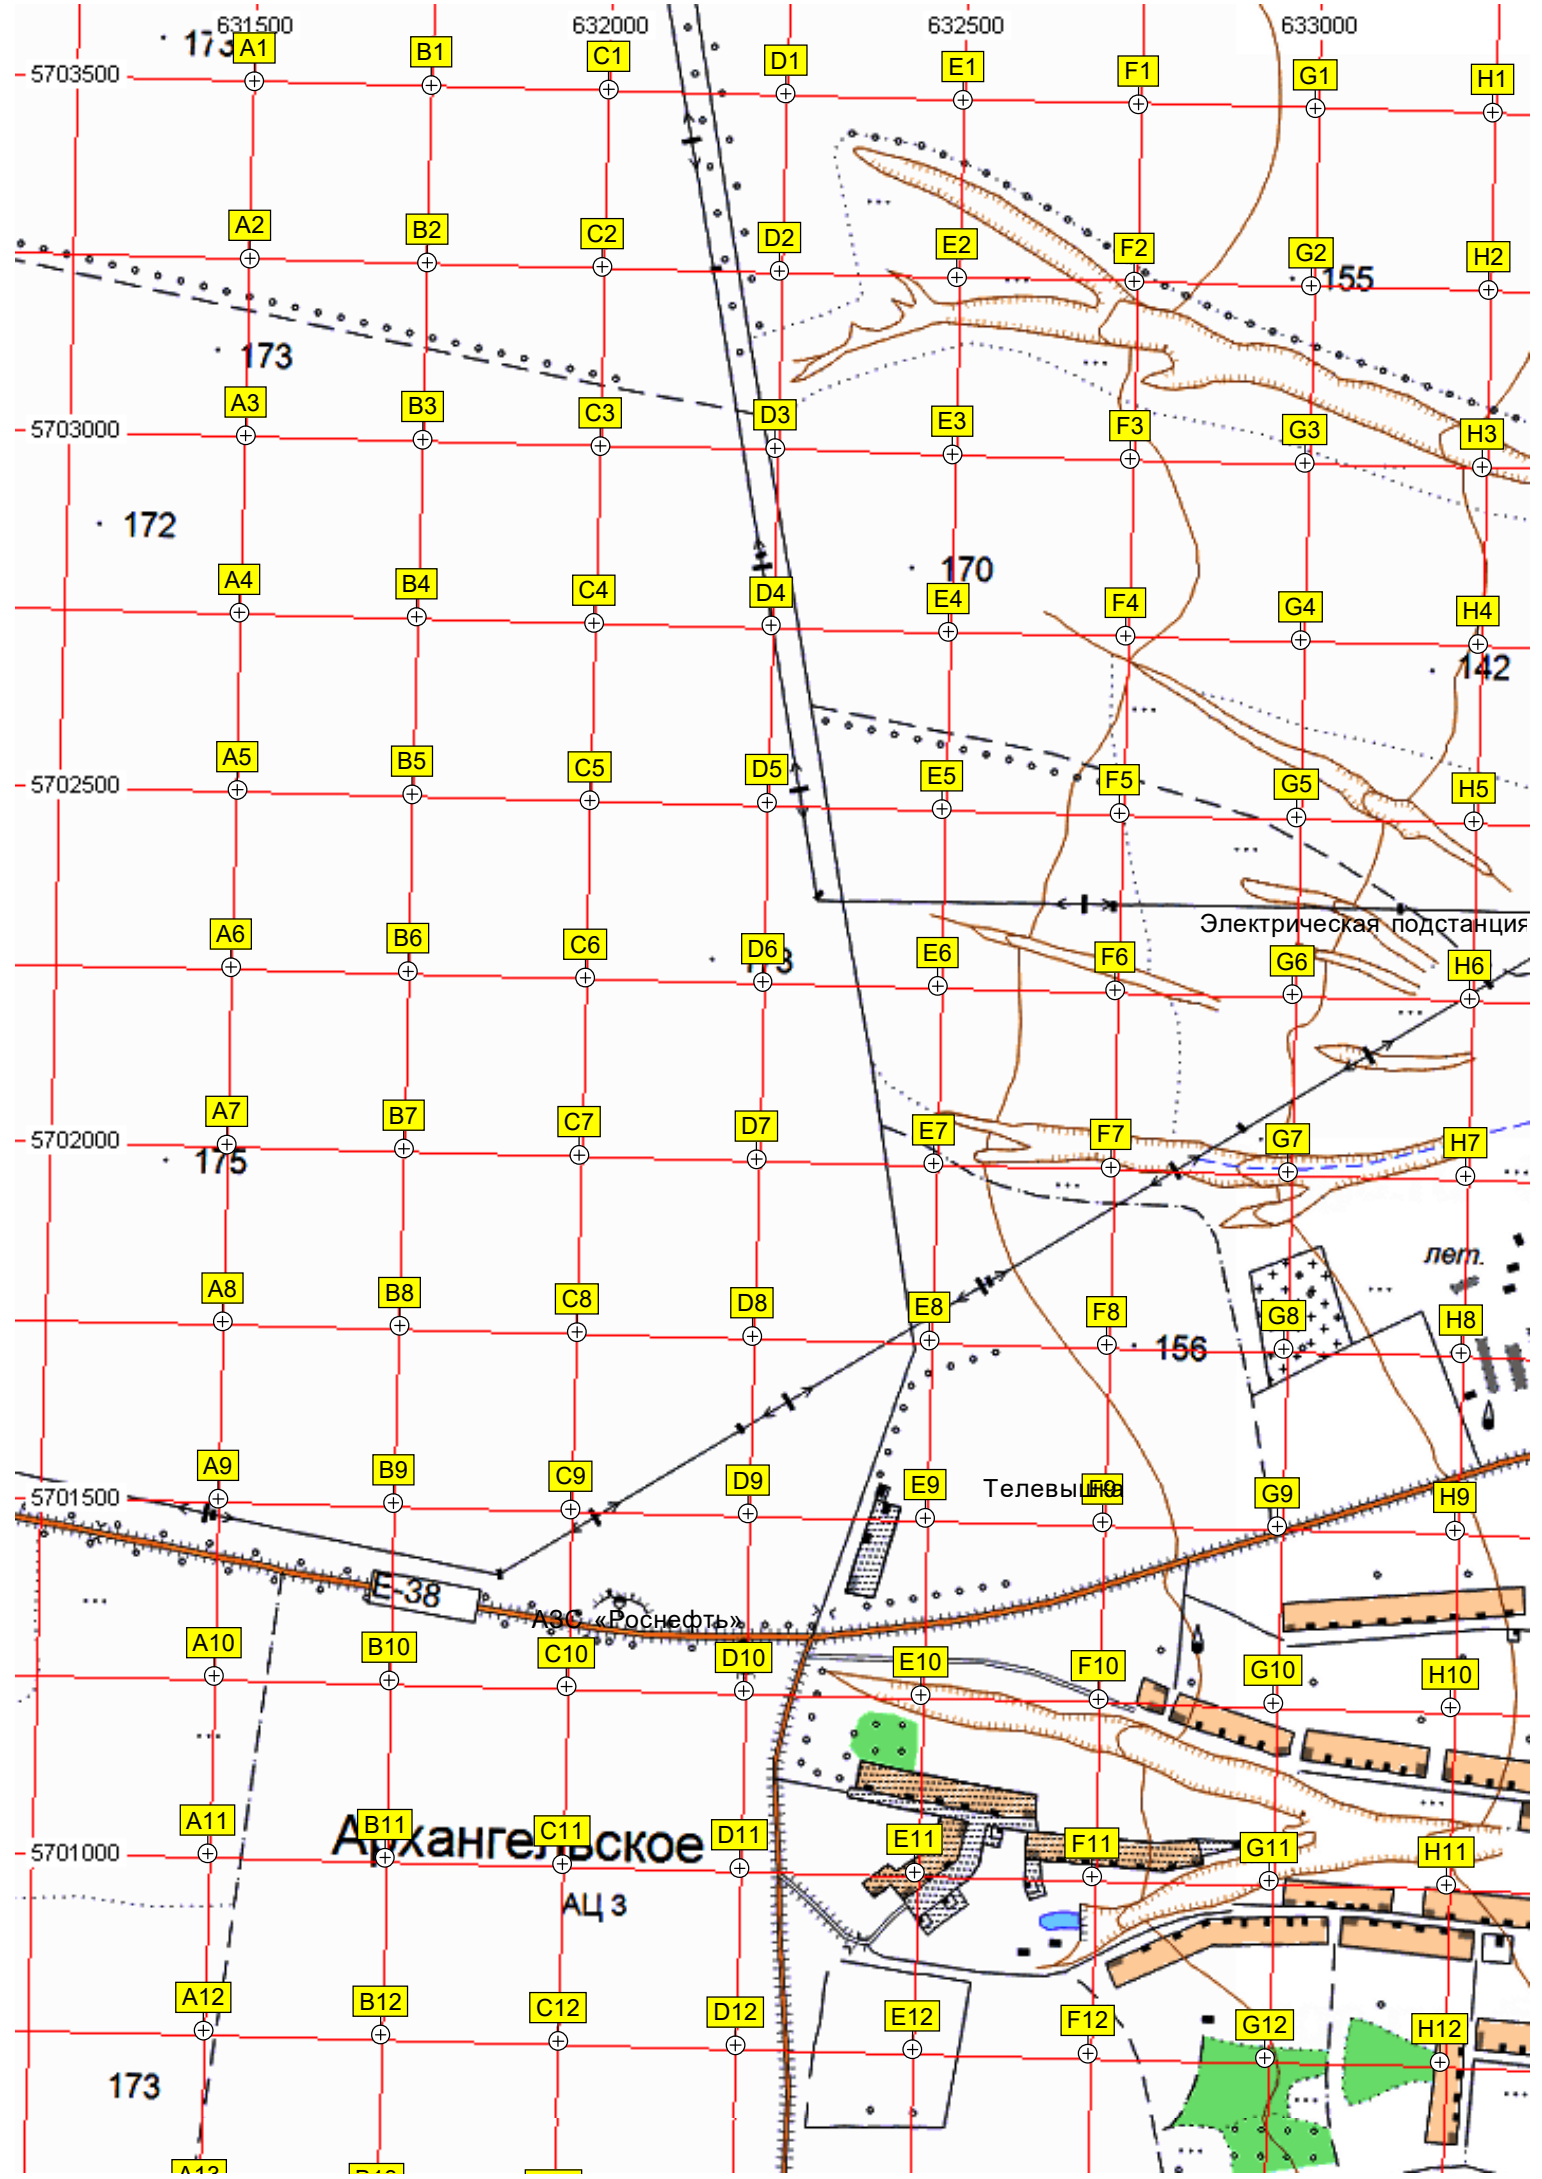 631500 632000 632500 633000
173
A1 B1 C1 D1 E1 F1 G1 H1
5703500
A2 B2 C2 D2 E2 F2 G2 H2
155
173
A3 B3 C3 D3 E3 F3 G3 H3
5703000
172
170
A4 B4 C4 D4 E4 F4 G4 H4
142
A5 B5 C5 D5 E5 F5 G5 H5
5702500
Электрическая подстанция
A6 B6 C6 D6 E6 F6 G6 H6
A7 B7 C7 D7 E7 F7 G7 H7
5702000
175
лет.
A8 B8 C8 D8 E8 F8 G8 H8
156
A9 B9 C9 D9 E9 F9 G9 H9
Телевышка
5701500
E-38
АЗС «Роснефть»
A10 B10 C10 D10 E10 F10 G10 H10
A11 B11 C11 D11 E11 F11 G11 H11
5701000
Архангельское
АЦ 3
A12 B12 C12 D12 E12 F12 G12 H12
173
A13